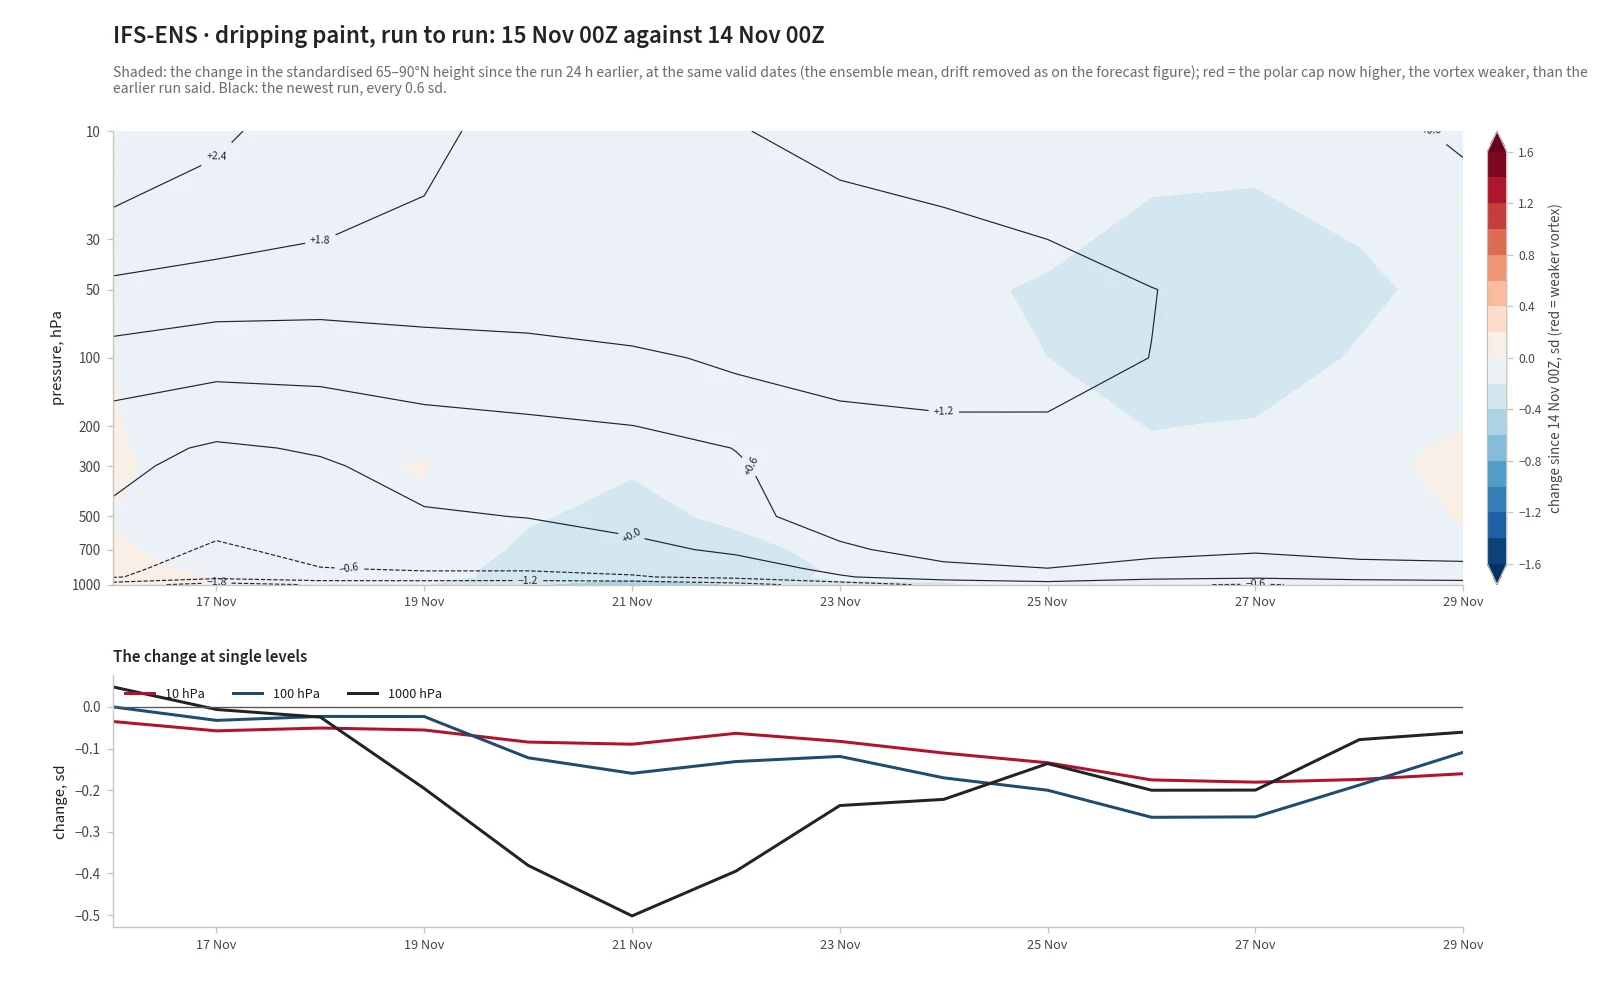 IFS-ENS · dripping paint, run to run: 15 Nov 00Z against 14 Nov 00Z
Shaded: the change in the standardised 65–90°N height since the run 24 h earlier, at the same valid dates (the ensemble mean, drift removed as on the forecast figure); red = the polar cap now higher, the vortex weaker, than the
earlier run said. Black: the newest run, every 0.6 sd.
pressure, hPa
10
30
50
100
200
300
500
700
1000
+2.4
+1.8
+1.2
+0.6
+0.0
−0.6
−1.2
−1.8
−0.6
17 Nov
19 Nov
21 Nov
23 Nov
25 Nov
27 Nov
29 Nov
1.6
1.2
0.8
0.4
0.0
−0.4
−0.8
−1.2
−1.6
change since 14 Nov 00Z, sd (red = weaker vortex)
The change at single levels
10 hPa
100 hPa
1000 hPa
change, sd
0.0
−0.1
−0.2
−0.3
−0.4
−0.5
17 Nov
19 Nov
21 Nov
23 Nov
25 Nov
27 Nov
29 Nov